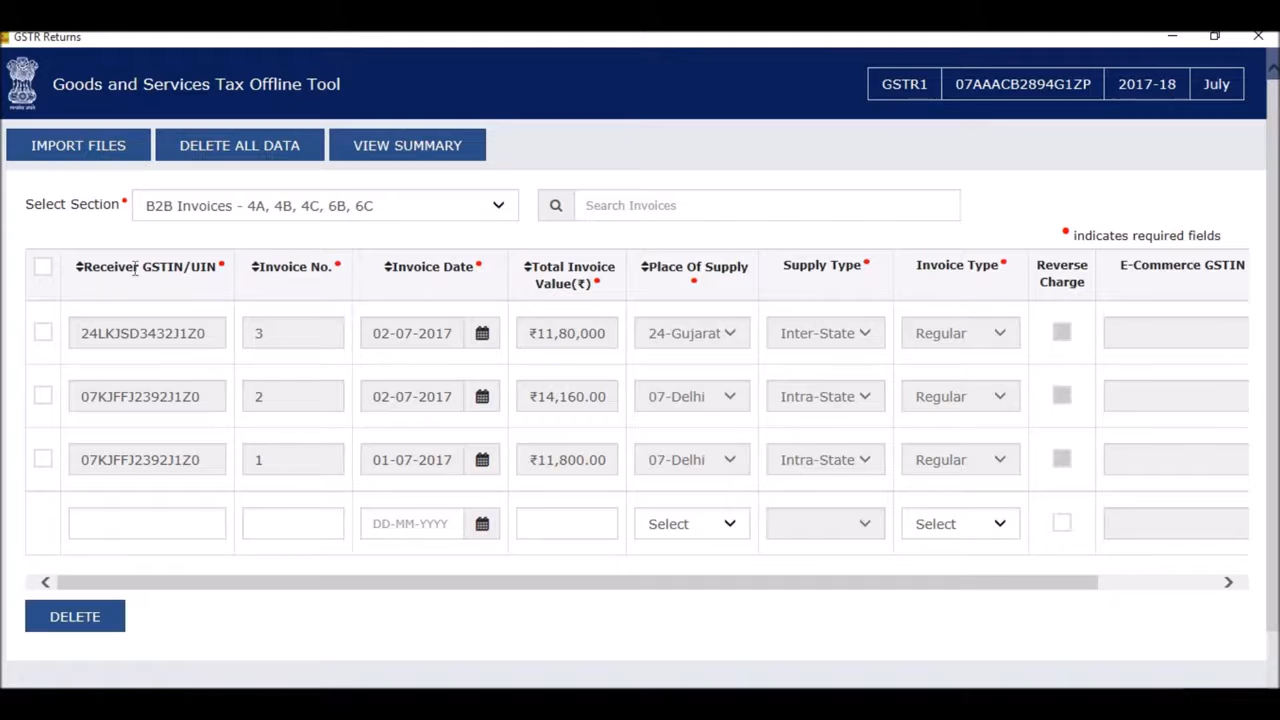 GSTR Returns
Goods and Services Tax Offline Tool
GSTR1 07AAACB2894G1ZP 2017-18 July
IMPORT FILES DELETE ALL DATA VIEW SUMMARY
Select Section* B2B Invoices - 4A, 4B, 4C, 6B, 6C Search Invoices
• indicates required fields
Receiver GSTIN/UIN• Invoice No.• Invoice Date• Total Invoice Value(₹)• Place Of Supply• Supply Type• Invoice Type• Reverse Charge E-Commerce GSTIN
24LKJSD3432J1Z0 3 02-07-2017 ₹11,80,000 24-Gujarat Inter-State Regular
07KJFFJ2392J1Z0 2 02-07-2017 ₹14,160.00 07-Delhi Intra-State Regular
07KJFFJ2392J1Z0 1 01-07-2017 ₹11,800.00 07-Delhi Intra-State Regular
DD-MM-YYYY Select Select
DELETE